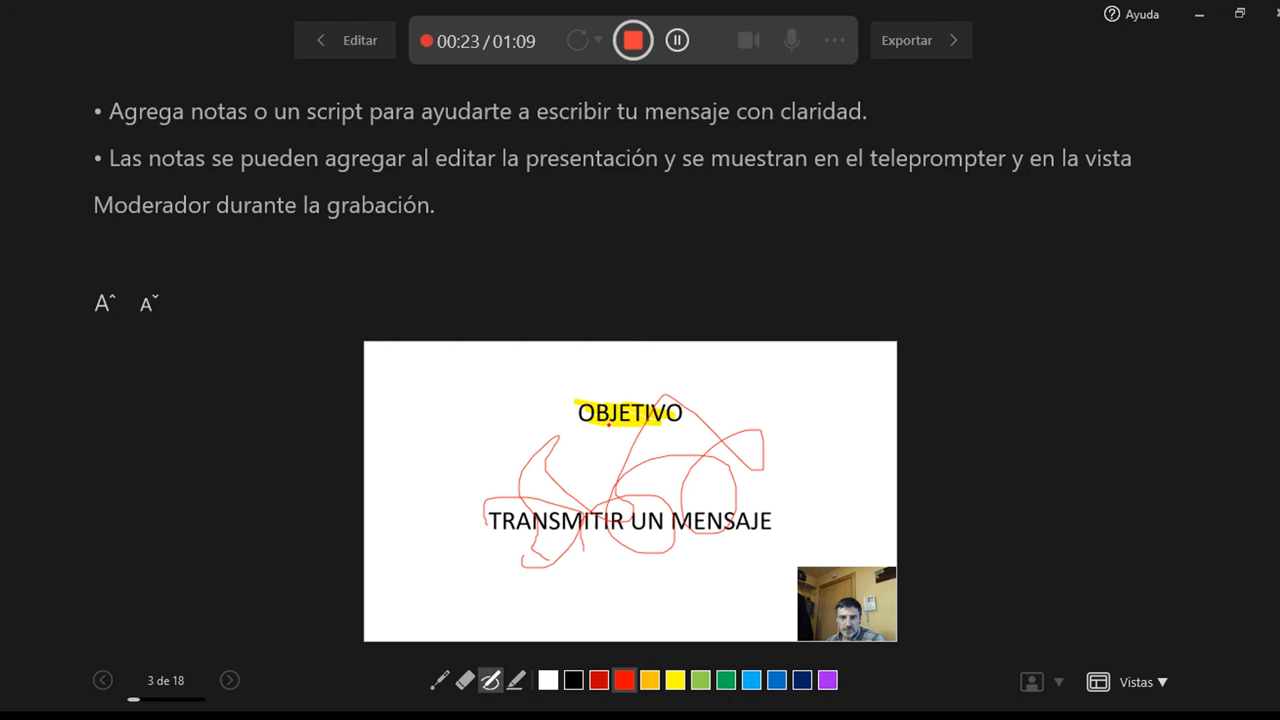 Ayuda
Editar
00:23 / 01:09
Exportar
• Agrega notas o un script para ayudarte a escribir tu mensaje con claridad.
• Las notas se pueden agregar al editar la presentación y se muestran en el teleprompter y en la vista
Moderador durante la grabación.
A^ Aˇ
OBJETIVO
TRANSMITIR UN MENSAJE
3 de 18
Vistas